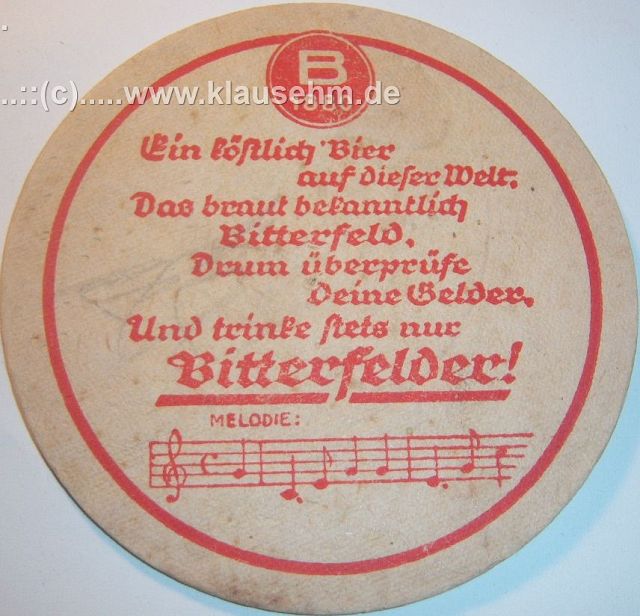 B
...::(c).....www.klausehm.de
Ein köstlich Bier
auf dieser Welt.
Das braut bekanntlich
Bitterfeld.
Drum überprüfe
Deine Gelder.
Und trinke stets nur
Bitterfelder!
MELODIE: